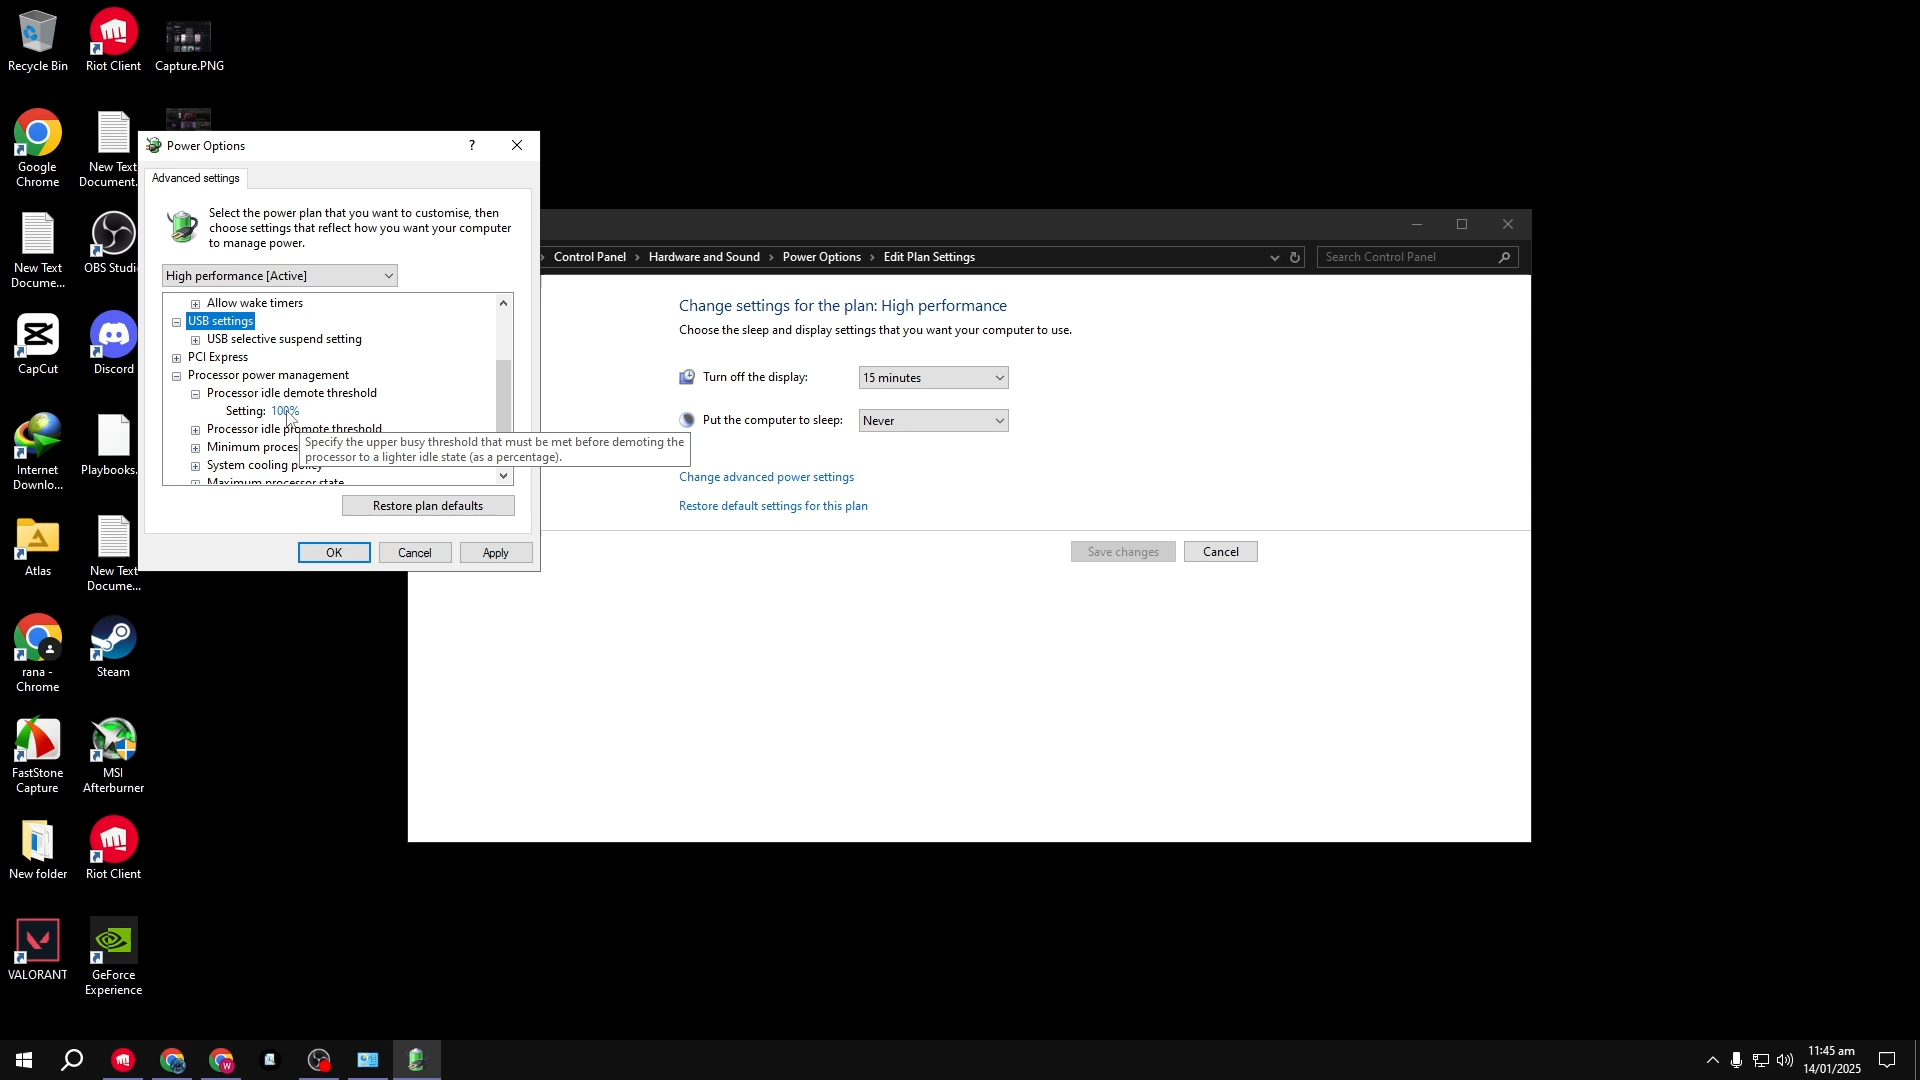 Recycle Bin
Riot Client
Capture.PNG
Google
Chrome
New Text
Document.
New Text
Docume...
OBS Studi
CapCut
Discord
Internet
Downlo...
Playbooks.
Atlas
New Text
Docume...
rana -
Chrome
Steam
FastStone
Capture
MSI
Afterburner
New folder
Riot Client
VALORANT
GeForce
Experience
Power Options
?
Advanced settings
Select the power plan that you want to customise, then
choose settings that reflect how you want your computer
to manage power.
High performance [Active]
Allow wake timers
USB settings
USB selective suspend setting
PCI Express
Processor power management
Processor idle demote threshold
Setting: 100%
Processor idle promote threshold
Minimum proces
System cooling policy
Maximum processor state
Specify the upper busy threshold that must be met before demoting the
processor to a lighter idle state (as a percentage).
Restore plan defaults
OK
Cancel
Apply
Control Panel
Hardware and Sound
Power Options
Edit Plan Settings
Search Control Panel
Change settings for the plan: High performance
Choose the sleep and display settings that you want your computer to use.
Turn off the display:
15 minutes
Put the computer to sleep:
Never
Change advanced power settings
Restore default settings for this plan
Save changes
Cancel
11:45 am
14/01/2025